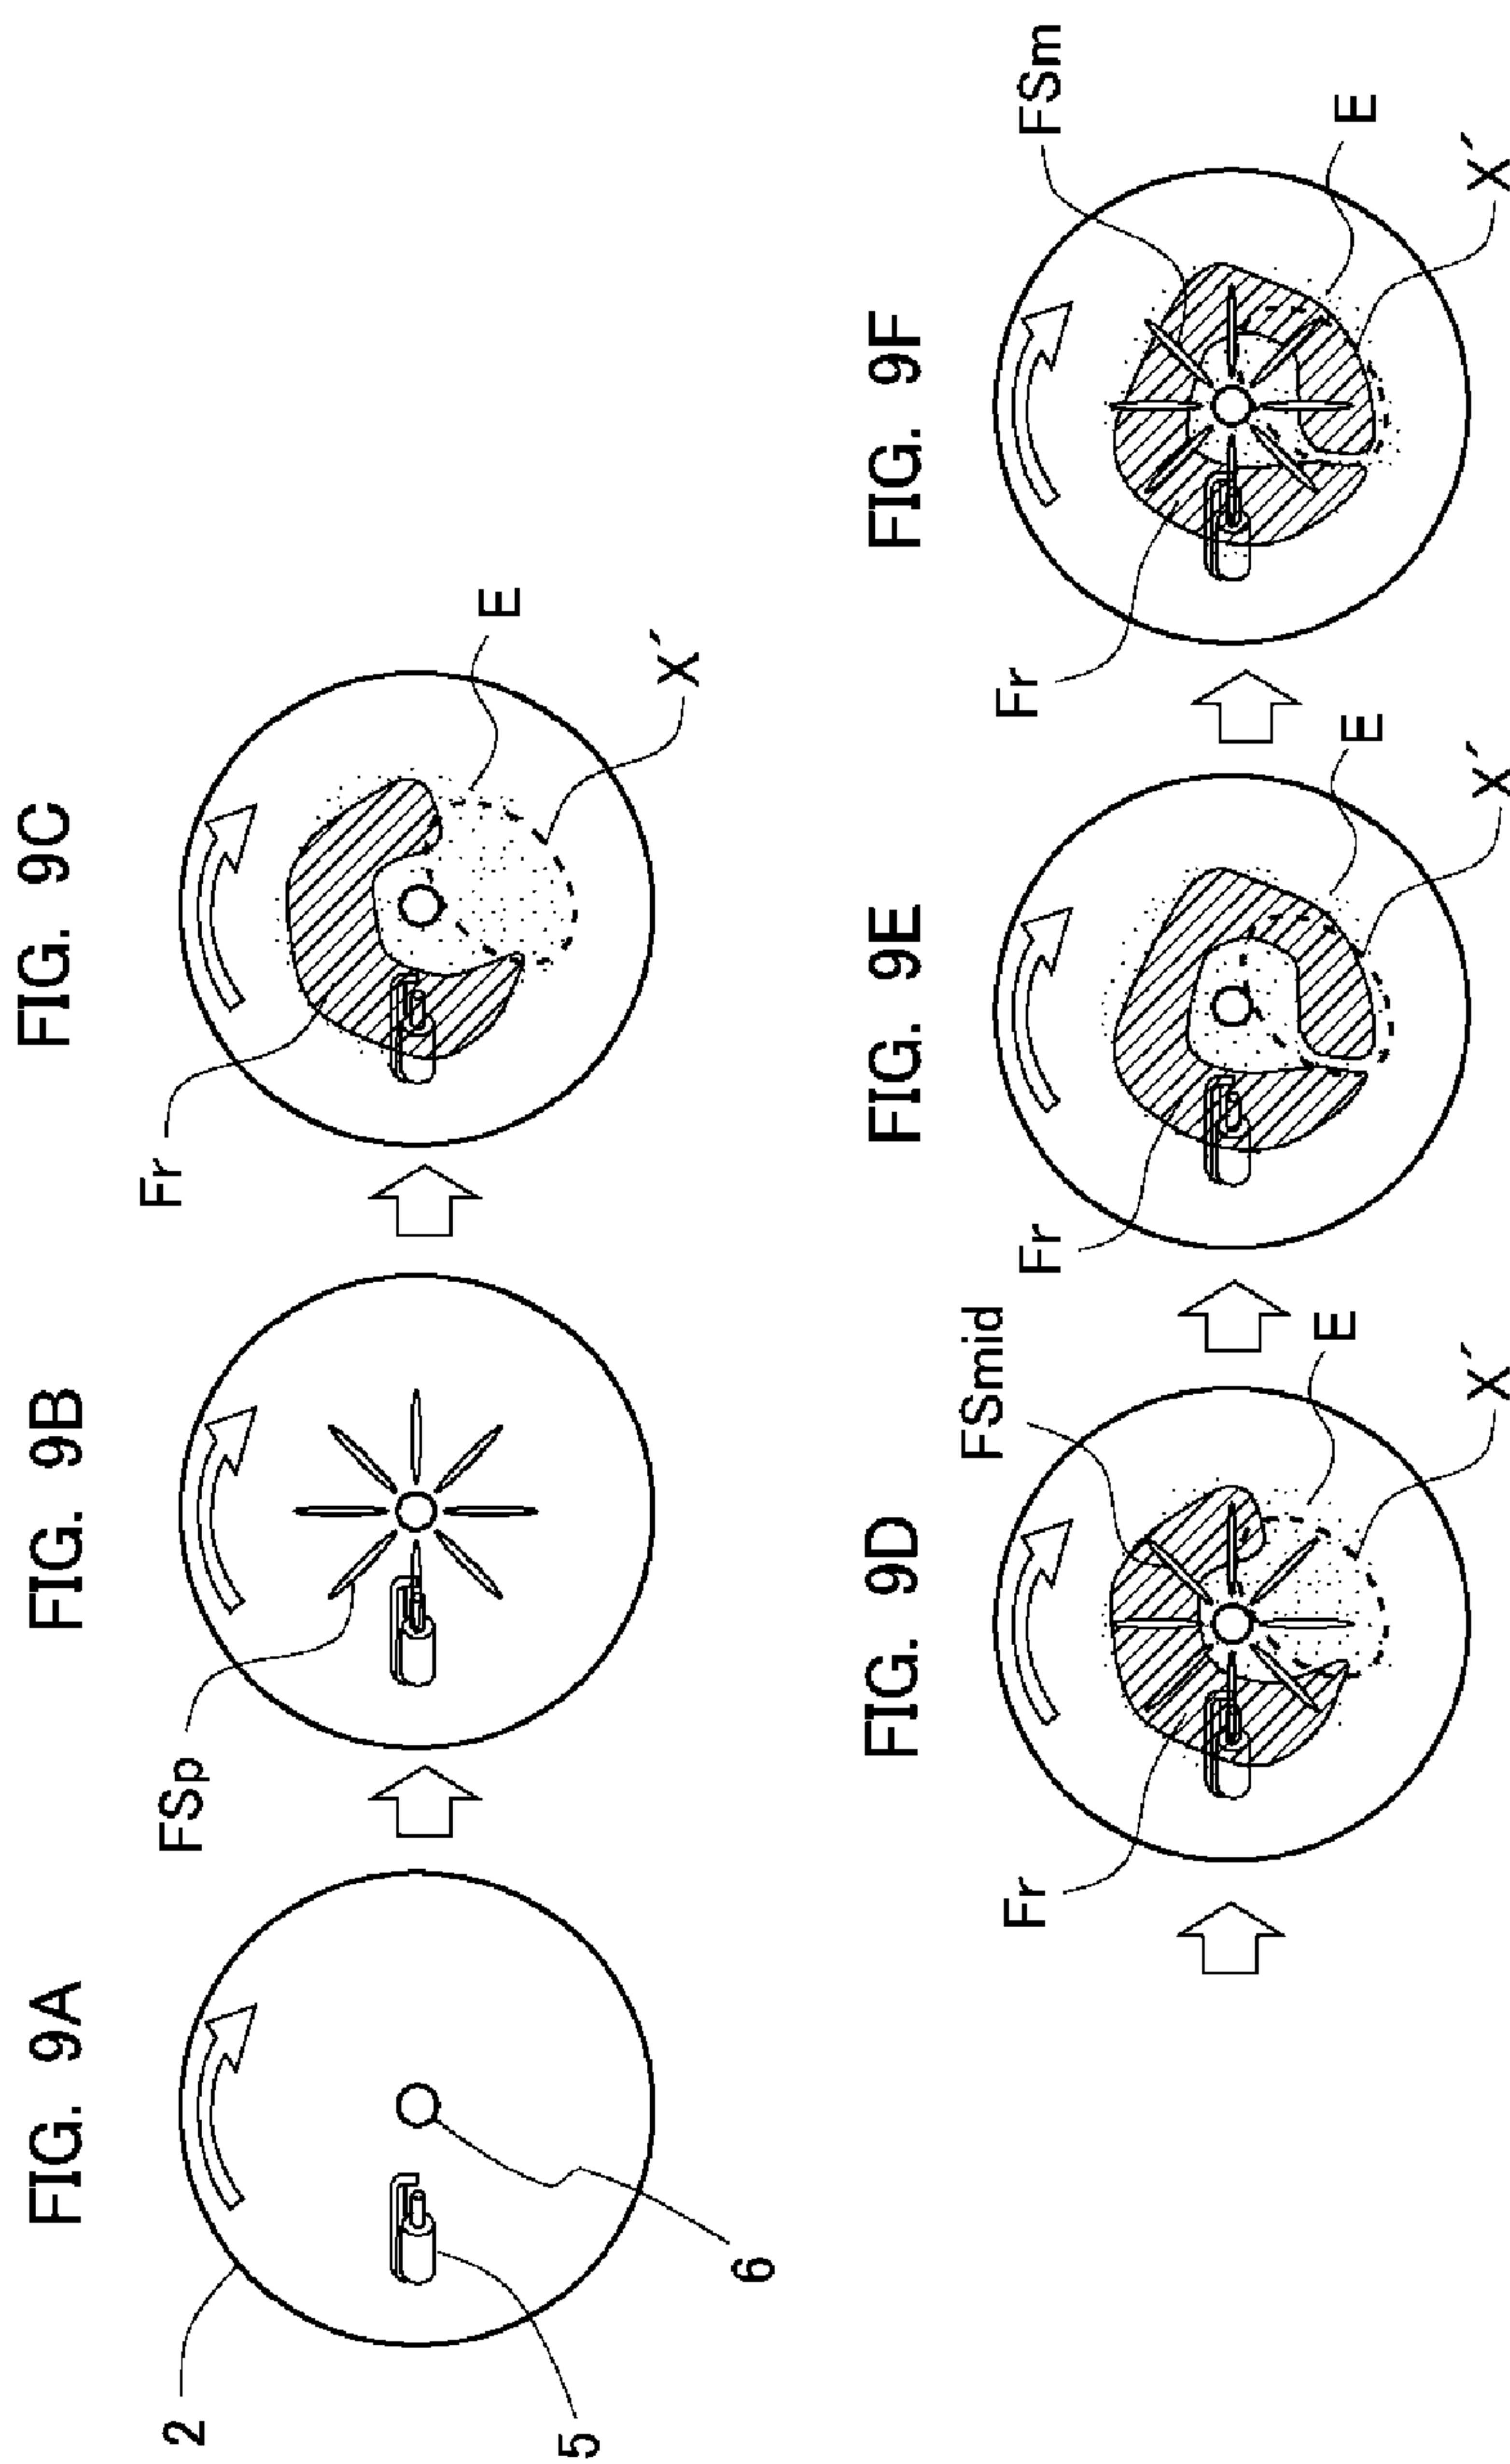 FIG. 9A
2
5
6
FIG. 9B
FSp
FIG. 9C
Fr
E
X´
FIG. 9D
Fr
FSmid
E
X´
FIG. 9E
Fr
E
X´
FIG. 9F
Fr
FSm
E
X´